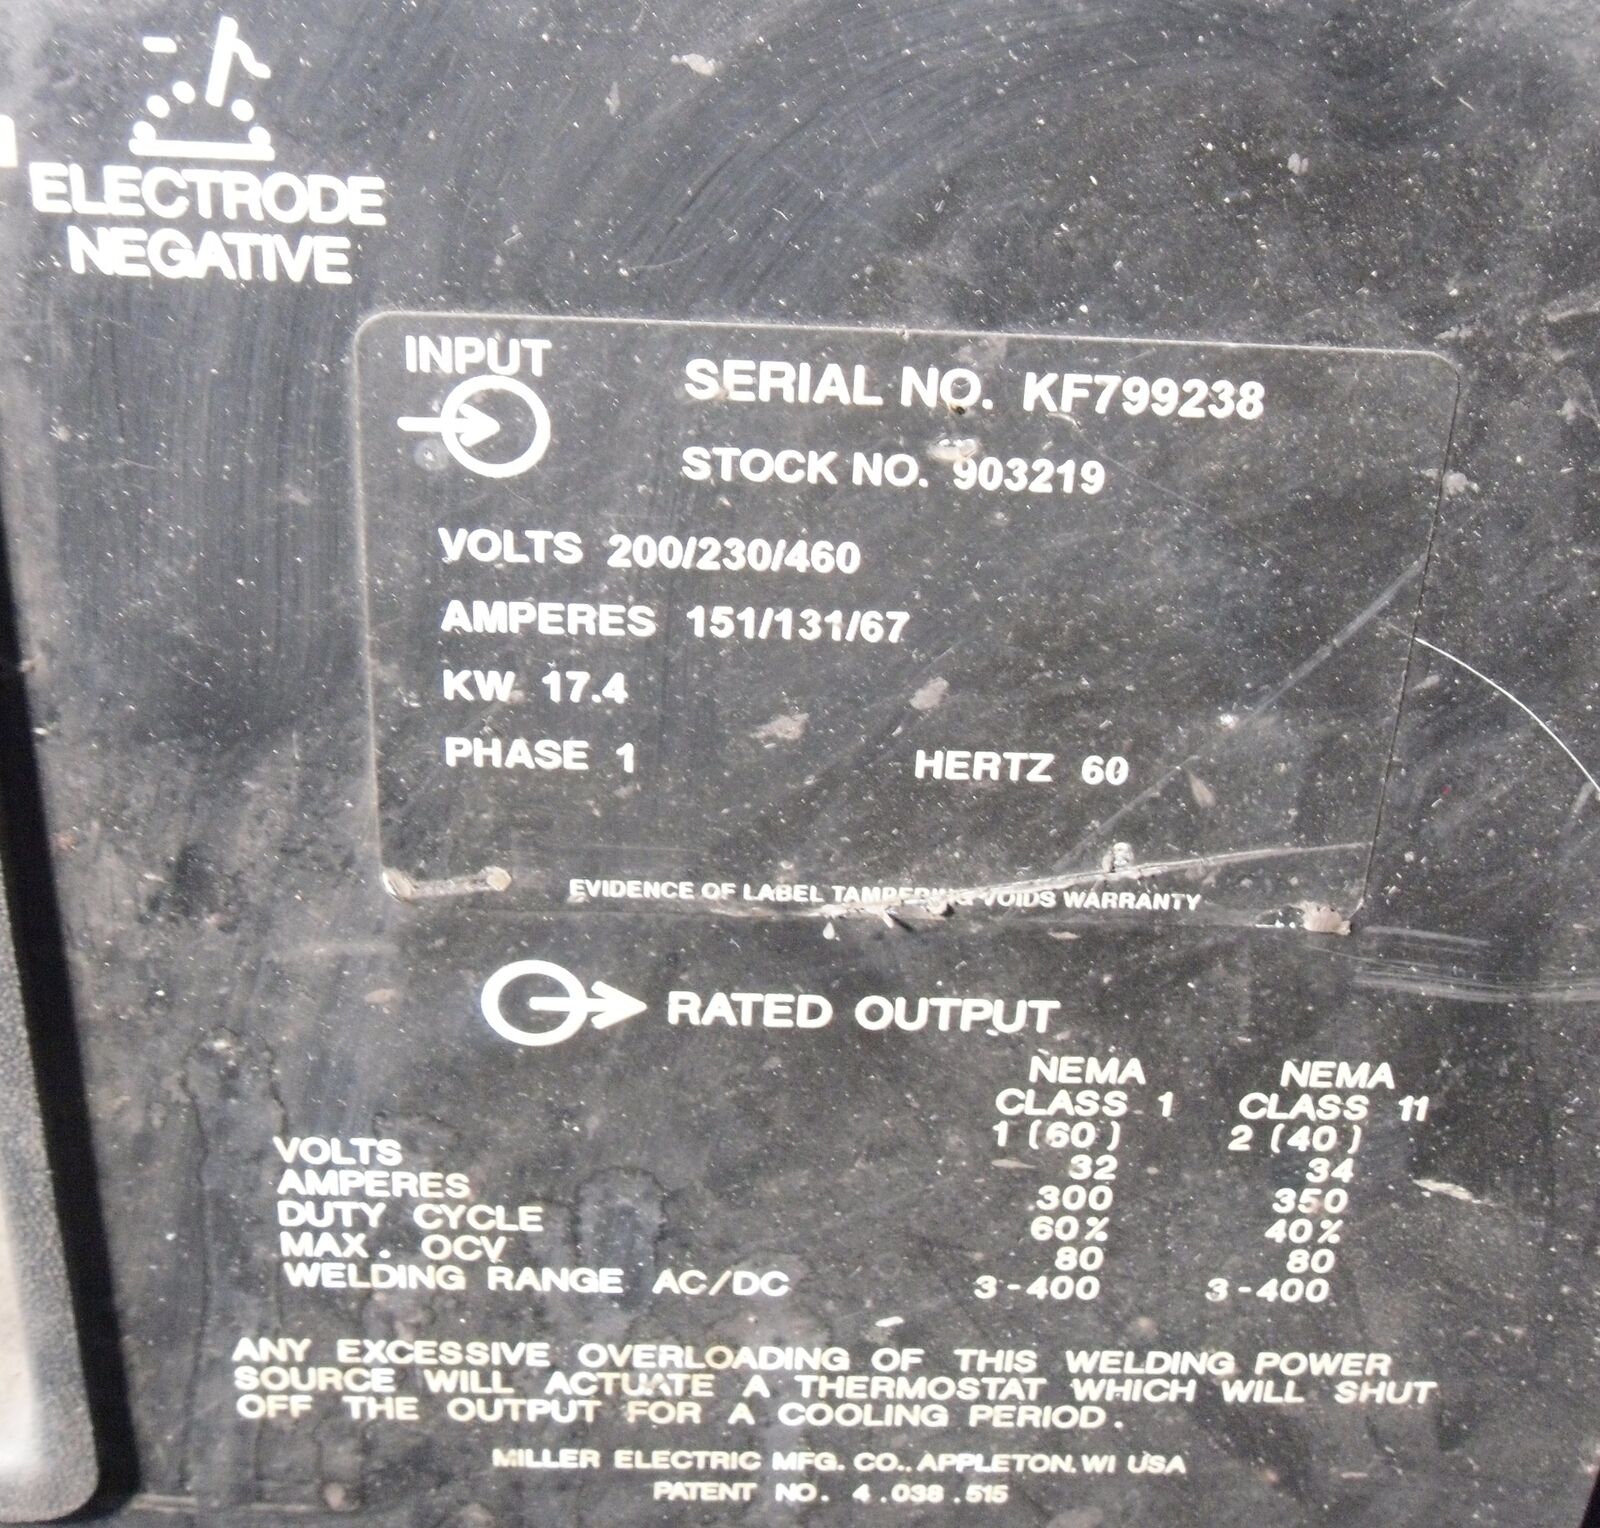 ELECTRODE
NEGATIVE
INPUT
SERIAL NO. KF799238
STOCK NO. 903219
VOLTS 200/230/460
AMPERES 151/131/67
KW 17.4
PHASE 1 HERTZ 60
EVIDENCE OF LABEL TAMPERING VOIDS WARRANTY
RATED OUTPUT
NEMA NEMA
CLASS 1 CLASS 11
1 (60) 2 (40)
VOLTS 32 34
AMPERES 300 350
DUTY CYCLE 60% 40%
MAX. OCV 80 80
WELDING RANGE AC/DC 3-400 3-400
ANY EXCESSIVE OVERLOADING OF THIS WELDING POWER
SOURCE WILL ACTUATE A THERMOSTAT WHICH WILL SHUT
OFF THE OUTPUT FOR A COOLING PERIOD.
MILLER ELECTRIC MFG. CO., APPLETON, WI USA
PATENT NO. 4,038,515